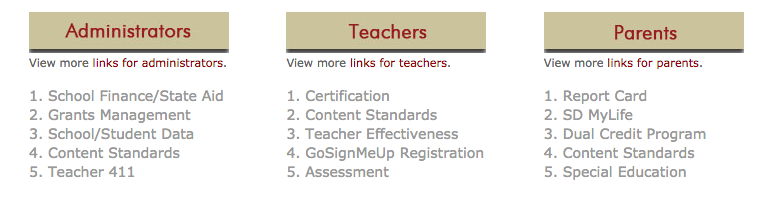 Administrators
View more links for administrators.
1. School Finance/State Aid
2. Grants Management
3. School/Student Data
4. Content Standards
5. Teacher 411
Teachers
View more links for teachers.
1. Certification
2. Content Standards
3. Teacher Effectiveness
4. GoSignMeUp Registration
5. Assessment
Parents
View more links for parents.
1. Report Card
2. SD MyLife
3. Dual Credit Program
4. Content Standards
5. Special Education